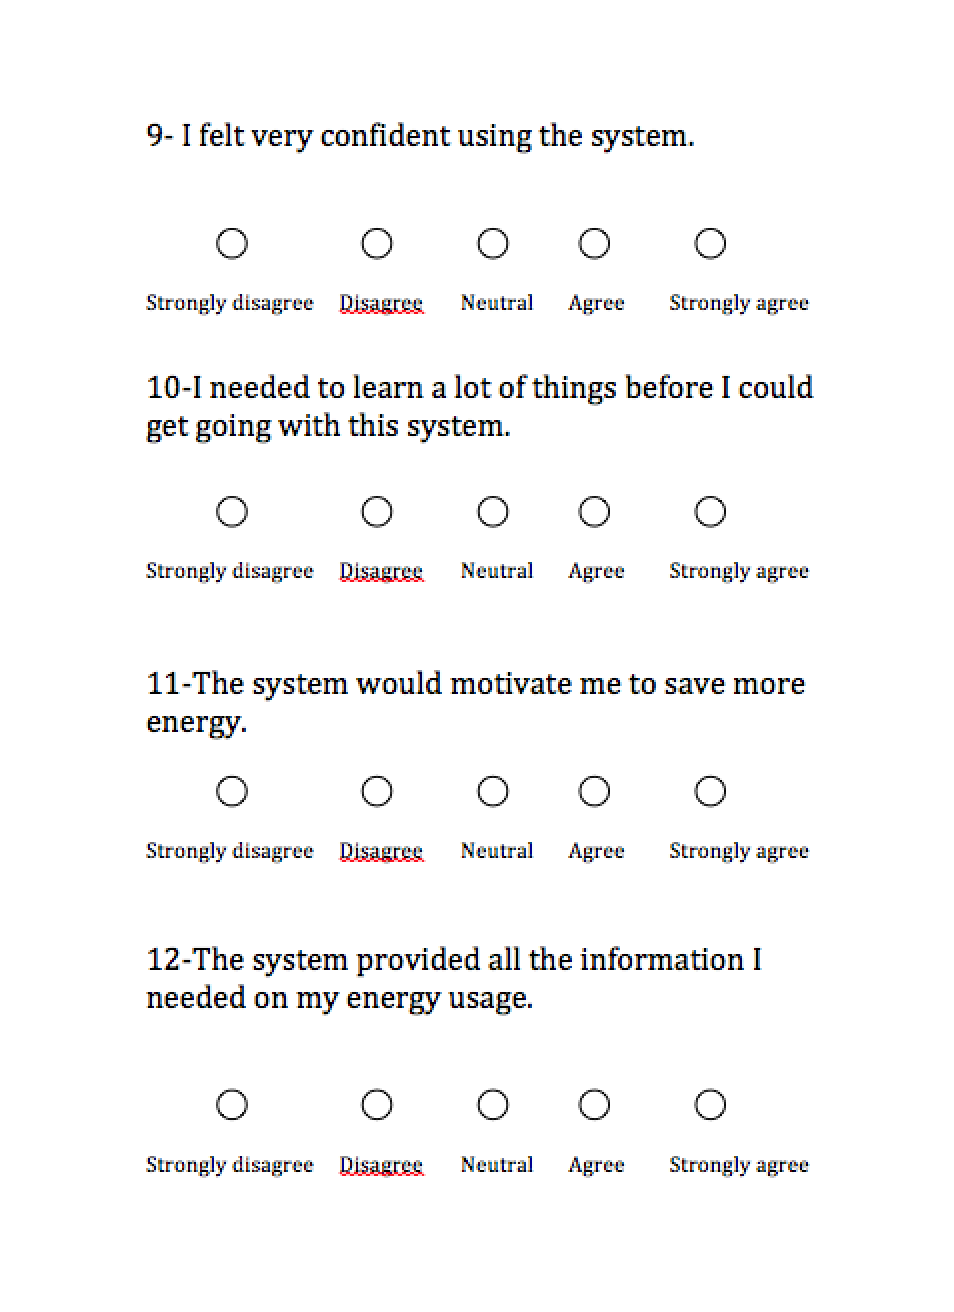 9- I felt very confident using the system.
Strongly disagree Disagree Neutral Agree Strongly agree
10-I needed to learn a lot of things before I could
get going with this system.
Strongly disagree Disagree Neutral Agree Strongly agree
11-The system would motivate me to save more
energy.
Strongly disagree Disagree Neutral Agree Strongly agree
12-The system provided all the information I
needed on my energy usage.
Strongly disagree Disagree Neutral Agree Strongly agree